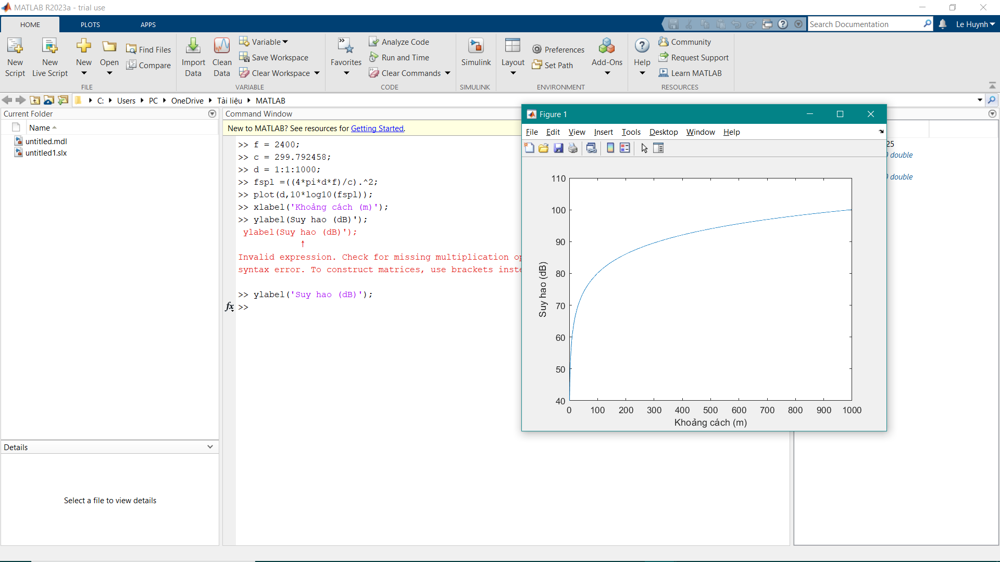 MATLAB R2023a - trial use
HOME PLOTS APPS
Search Documentation
Le Huynh
New Script
New Live Script
New
Open
Find Files
Compare
FILE
Import Data
Clean Data
Variable
Save Workspace
Clear Workspace
VARIABLE
Favorites
Analyze Code
Run and Time
Clear Commands
CODE
Simulink
SIMULINK
Layout
Preferences
Set Path
Add-Ons
ENVIRONMENT
Help
Community
Request Support
Learn MATLAB
RESOURCES
C: Users PC OneDrive Tài liệu MATLAB
Current Folder
Name
untitled.mdl
untitled1.slx
Details
Select a file to view details
Command Window
New to MATLAB? See resources for Getting Started.
>> f = 2400;
>> c = 299.792458;
>> d = 1:1:1000;
>> fspl =((4*pi*d*f)/c).^2;
>> plot(d,10*log10(fspl));
>> xlabel('Khoảng cách (m)');
>> ylabel(Suy hao (dB)');
ylabel(Suy hao (dB)');
↑
Invalid expression. Check for missing multiplication
syntax error. To construct matrices, use brackets
>> ylabel('Suy hao (dB)');
fx >>
Figure 1
File Edit View Insert Tools Desktop Window Help
110
100
90
80
70
60
50
40
0 100 200 300 400 500 600 700 800 900 1000
Suy hao (dB)
Khoảng cách (m)
25
double
double